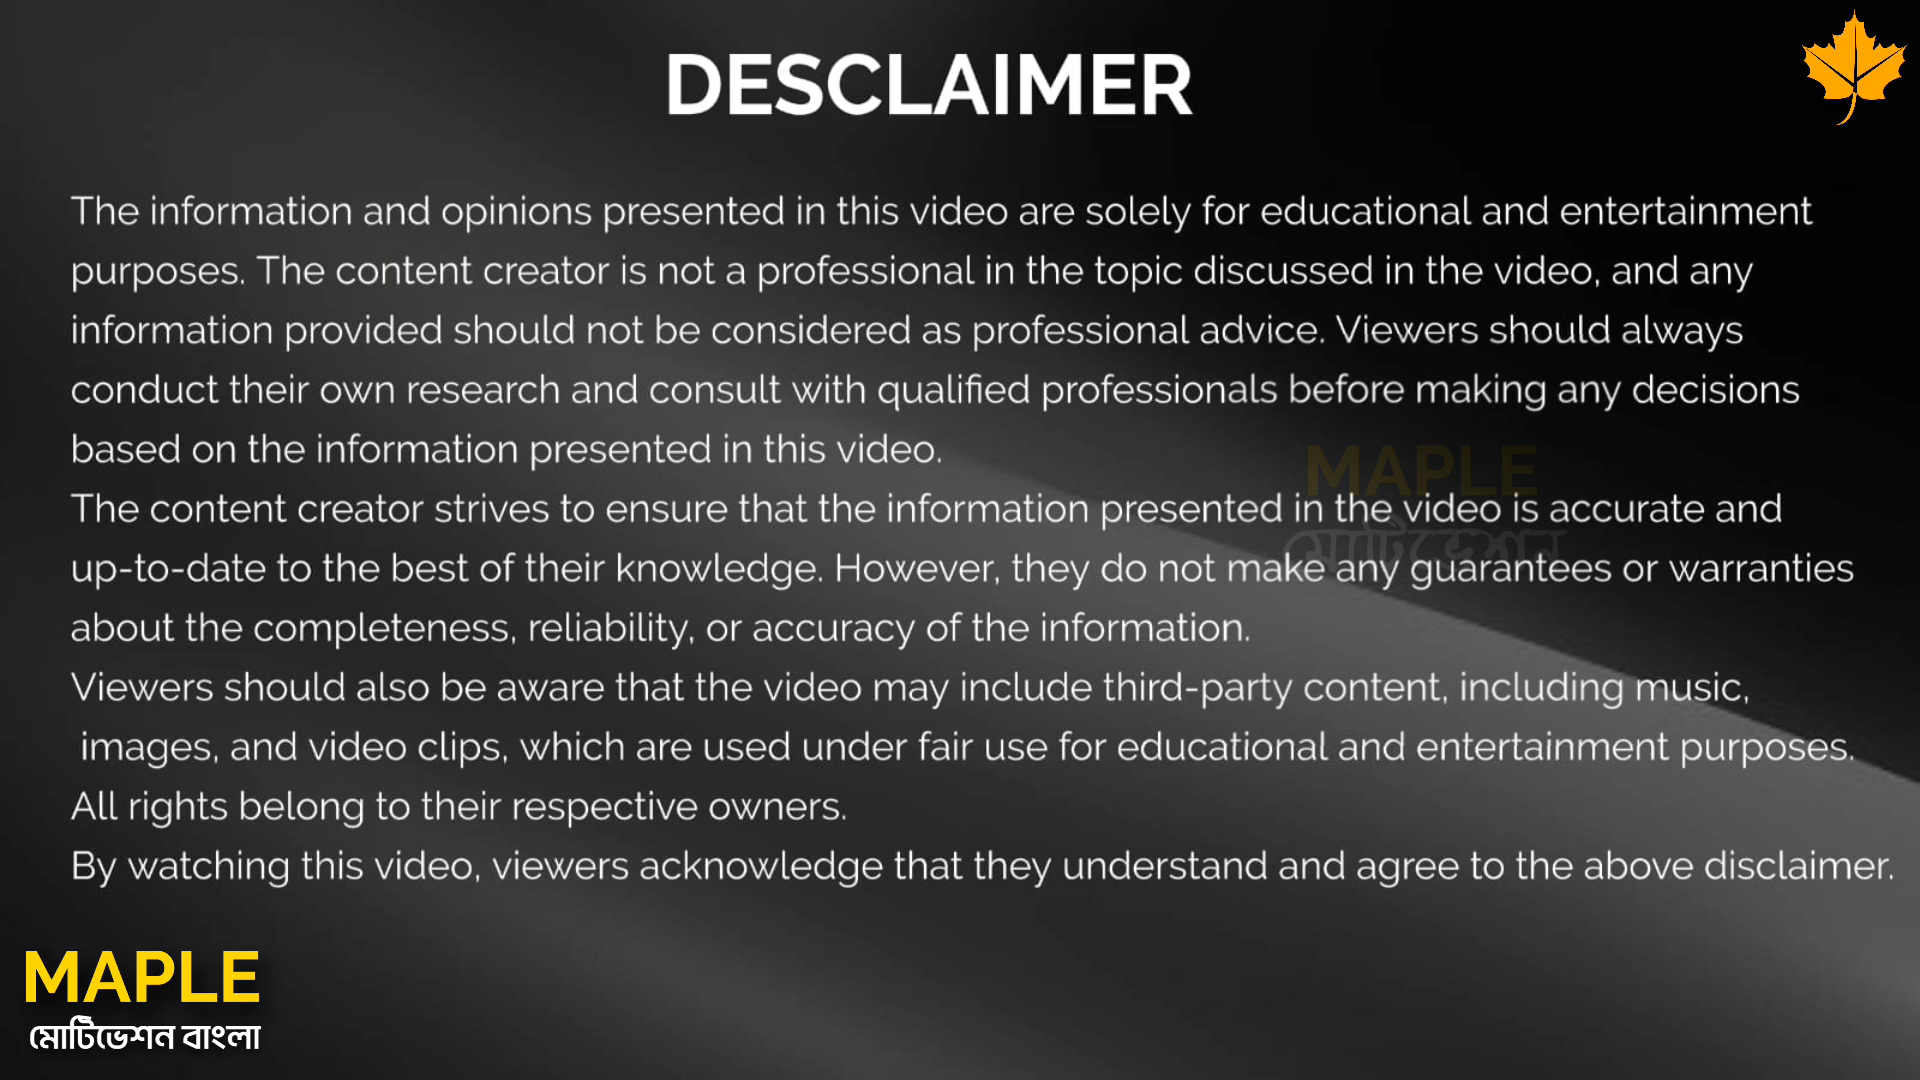 DESCLAIMER
The information and opinions presented in this video are solely for educational and entertainment
purposes. The content creator is not a professional in the topic discussed in the video, and any
information provided should not be considered as professional advice. Viewers should always
conduct their own research and consult with qualified professionals before making any decisions
based on the information presented in this video.
MAPLE
The content creator strives to ensure that the information presented in the video is accurate and
মোটিভেশন
up-to-date to the best of their knowledge. However, they do not make any guarantees or warranties
about the completeness, reliability, or accuracy of the information.
Viewers should also be aware that the video may include third-party content, including music,
images, and video clips, which are used under fair use for educational and entertainment purposes.
All rights belong to their respective owners.
By watching this video, viewers acknowledge that they understand and agree to the above disclaimer.
MAPLE
মোটিভেশন বাংলা